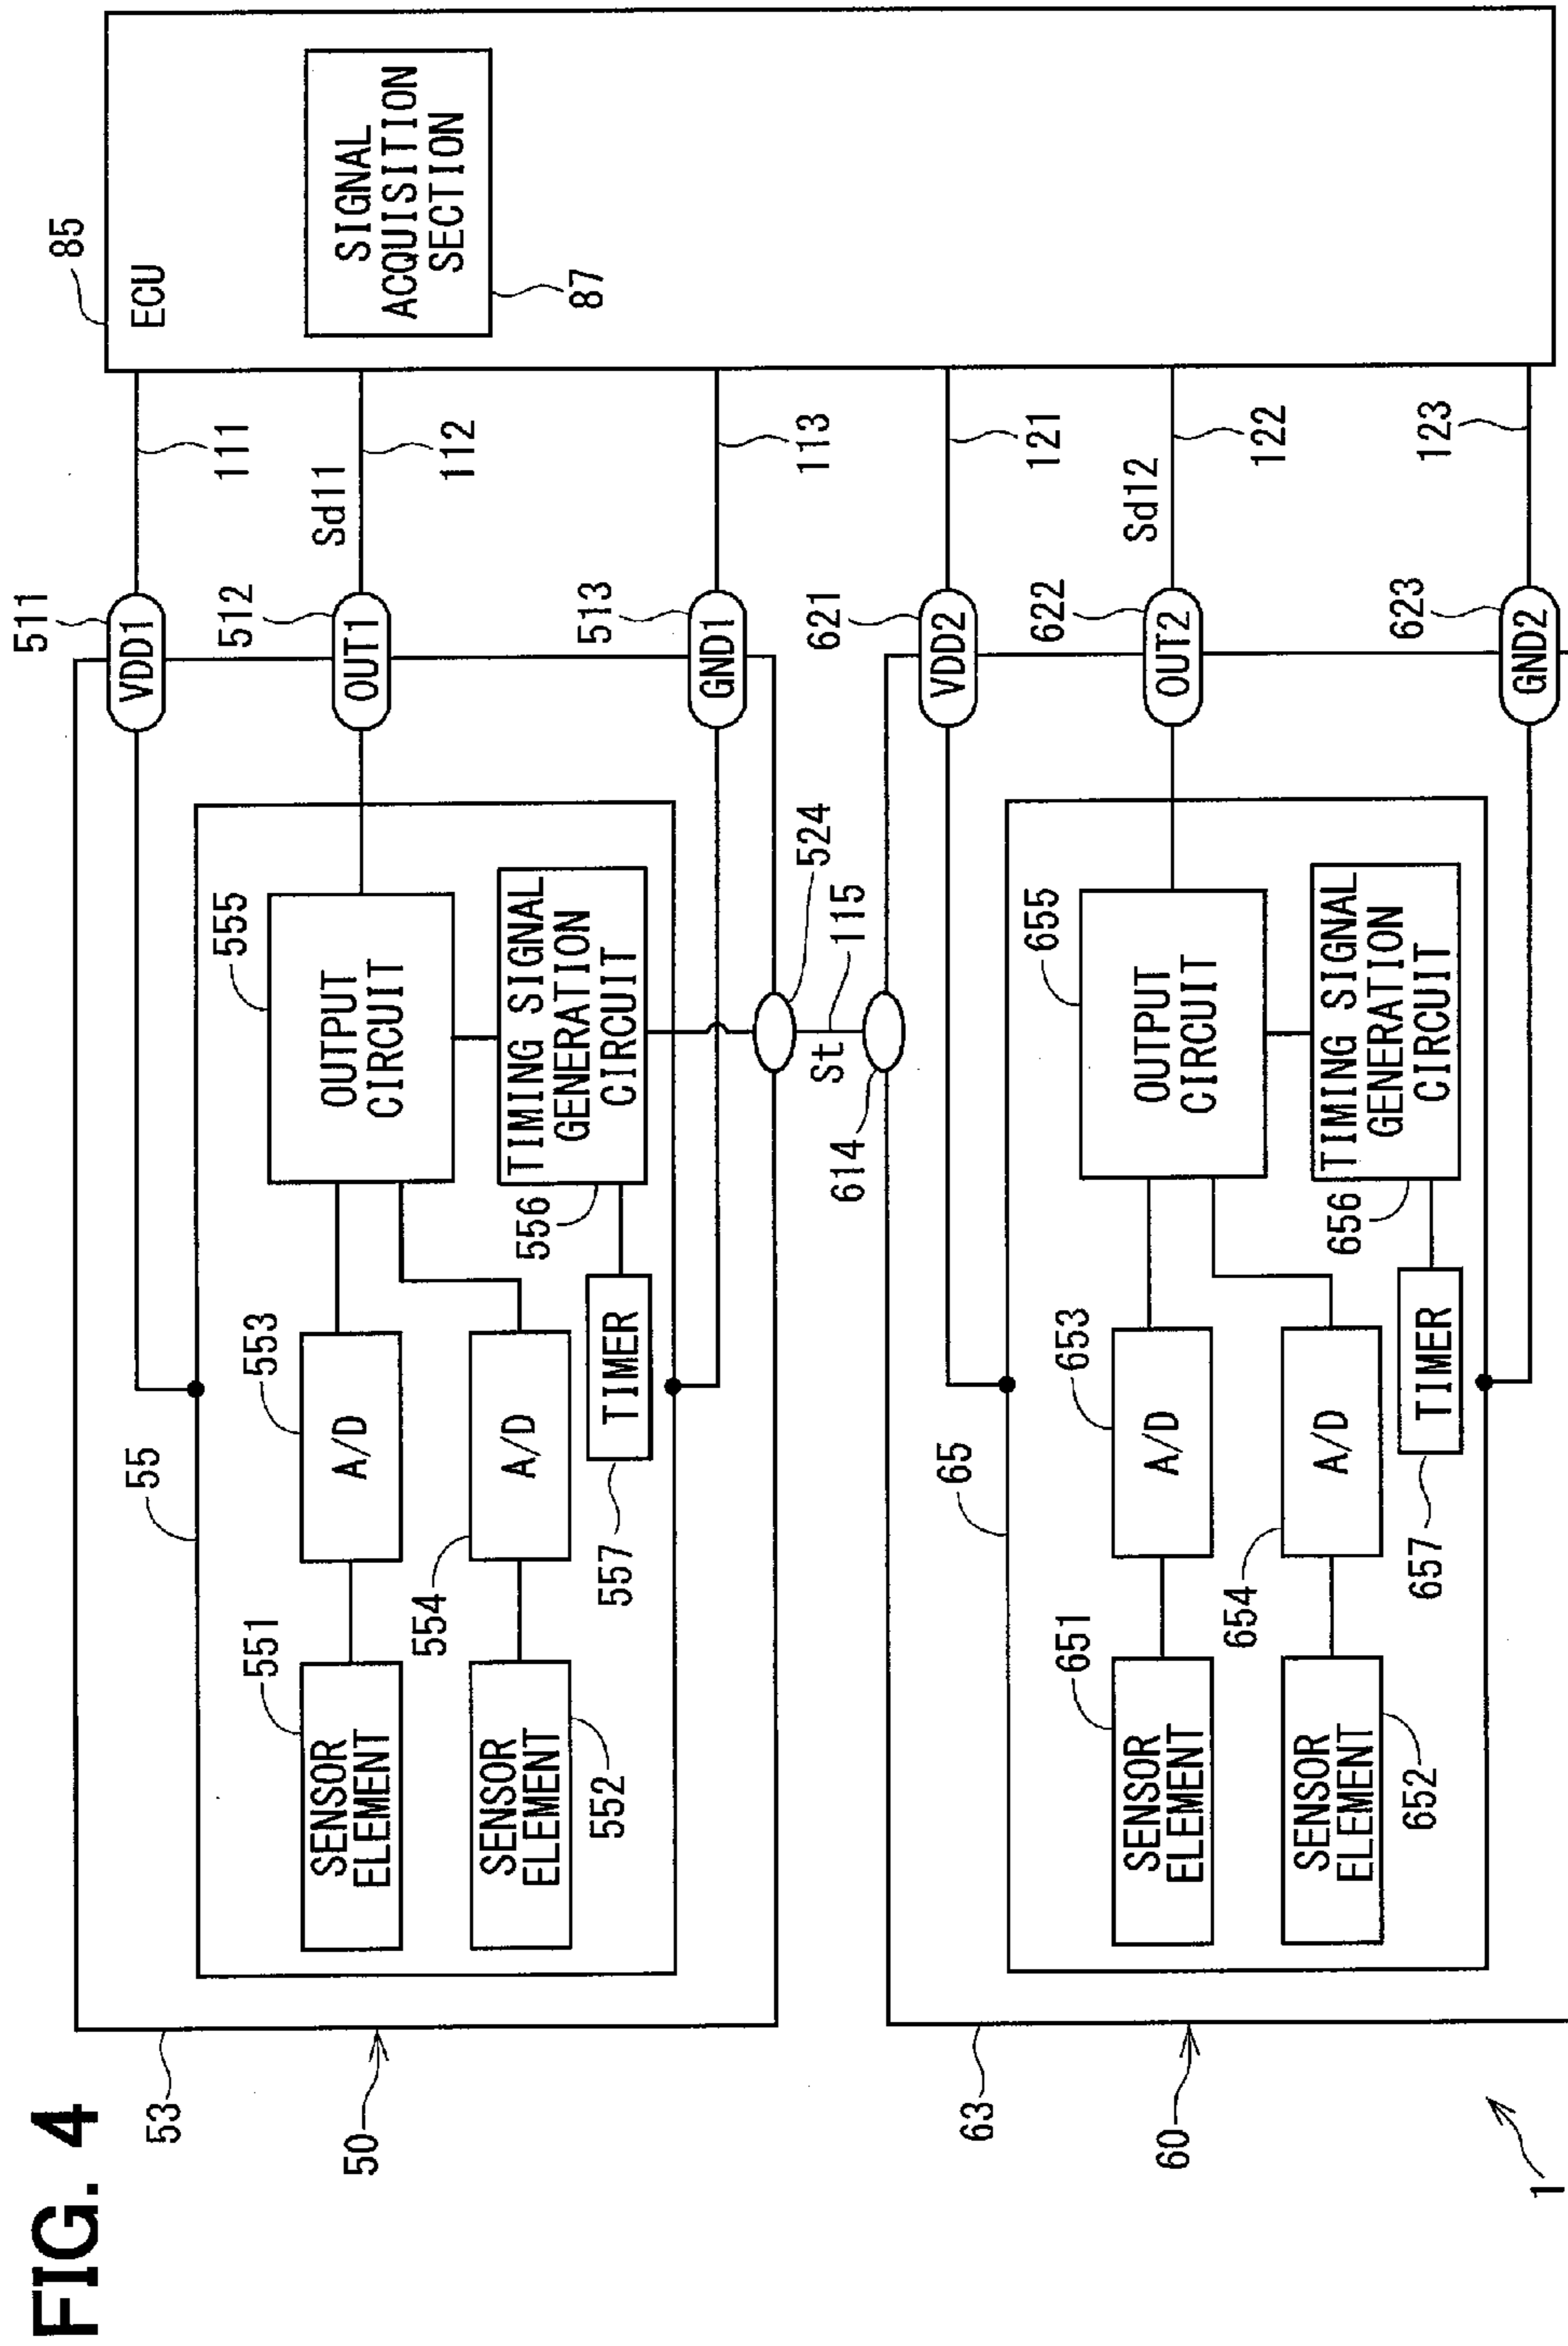 FIG. 4
53
50
55
551
SENSOR
ELEMENT
553
A/D
555
OUTPUT
CIRCUIT
552
SENSOR
ELEMENT
554
A/D
556
TIMING SIGNAL
GENERATION
CIRCUIT
557
TIMER
511
VDD1
111
512
OUT1
Sd11
112
513
GND1
113
524
115
St
614
85
ECU
SIGNAL
ACQUISITION
SECTION
87
63
60
65
651
SENSOR
ELEMENT
653
A/D
655
OUTPUT
CIRCUIT
652
SENSOR
ELEMENT
654
A/D
656
TIMING SIGNAL
GENERATION
CIRCUIT
657
TIMER
621
VDD2
121
622
OUT2
Sd12
122
623
GND2
123
1